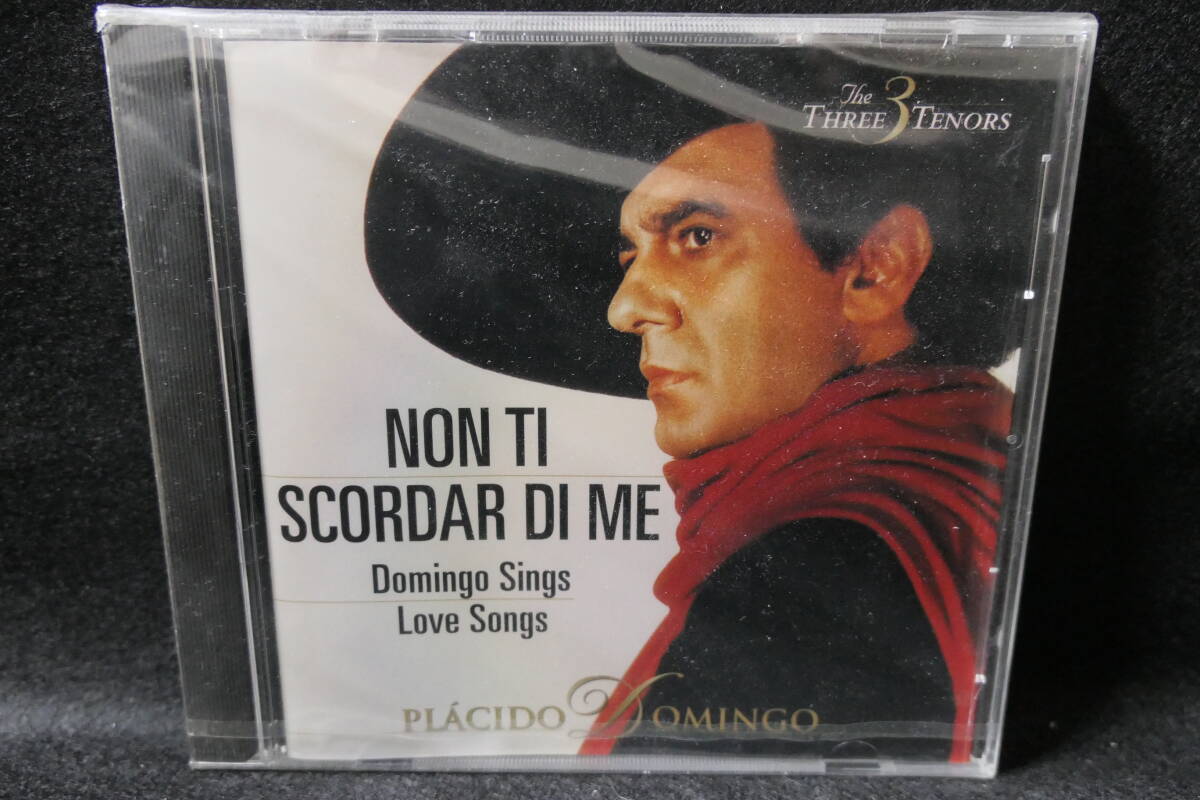 The 3
THREE TENORS
NON TI
SCORDAR DI ME
Domingo Sings
Love Songs
PLÁCIDO DOMINGO